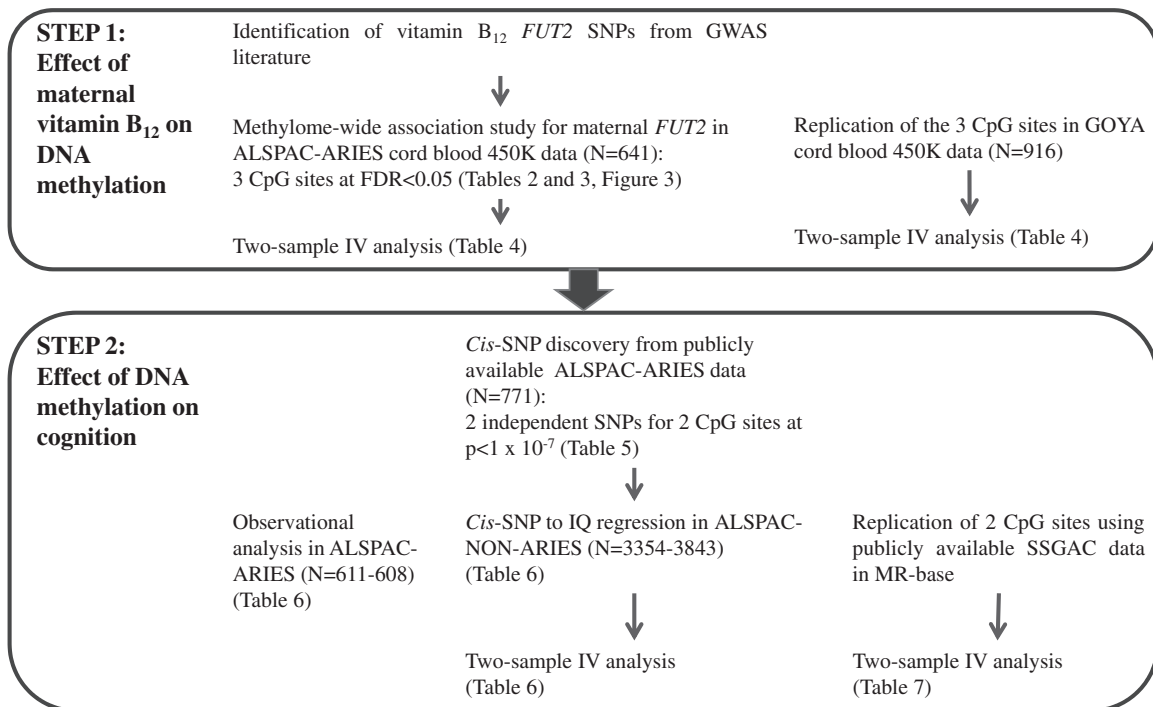 STEP 1:
Effect of
maternal
vitamin B12 on
DNA
methylation
Identification of vitamin B12 FUT2 SNPs from GWAS
literature
Methylome-wide association study for maternal FUT2 in
ALSPAC-ARIES cord blood 450K data (N=641):
3 CpG sites at FDR<0.05 (Tables 2 and 3, Figure 3)
Two-sample IV analysis (Table 4)
Replication of the 3 CpG sites in GOYA
cord blood 450K data (N=916)
Two-sample IV analysis (Table 4)
STEP 2:
Effect of DNA
methylation on
cognition
Observational
analysis in ALSPAC-
ARIES (N=611-608)
(Table 6)
Cis-SNP discovery from publicly
available ALSPAC-ARIES data
(N=771):
2 independent SNPs for 2 CpG sites at
p<1 x 10-7 (Table 5)
Cis-SNP to IQ regression in ALSPAC-
NON-ARIES (N=3354-3843)
(Table 6)
Two-sample IV analysis
(Table 6)
Replication of 2 CpG sites using
publicly available SSGAC data
in MR-base
Two-sample IV analysis
(Table 7)